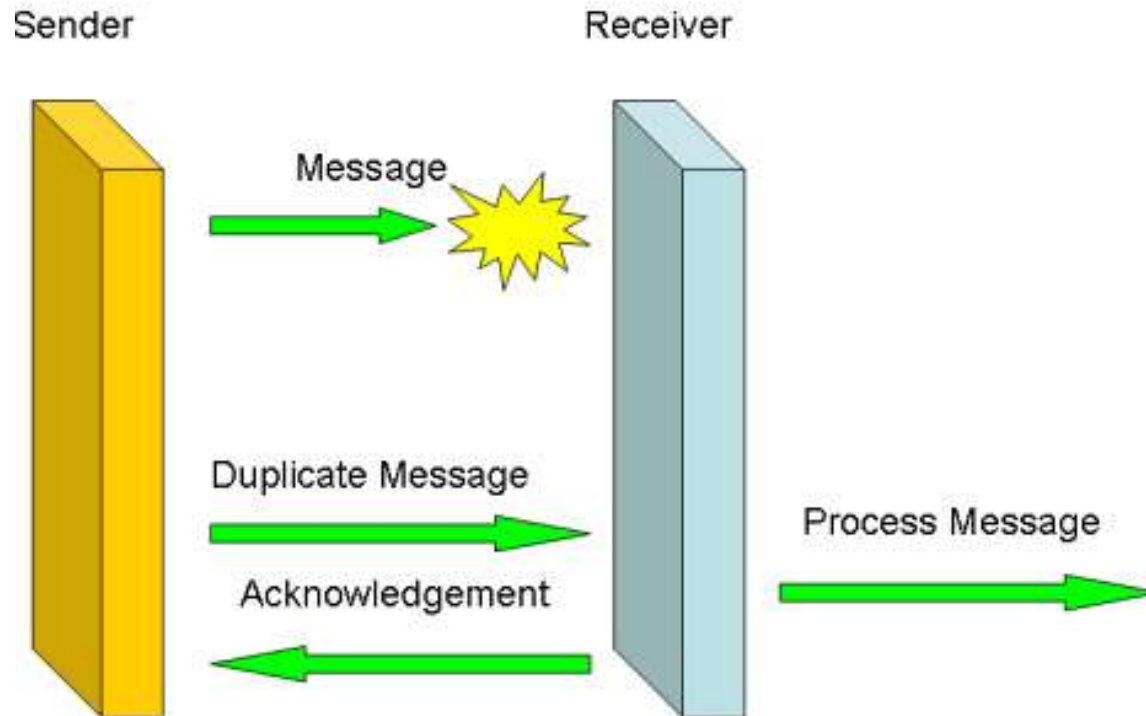 Sender
Receiver
Message
Duplicate Message
Process Message
Acknowledgement